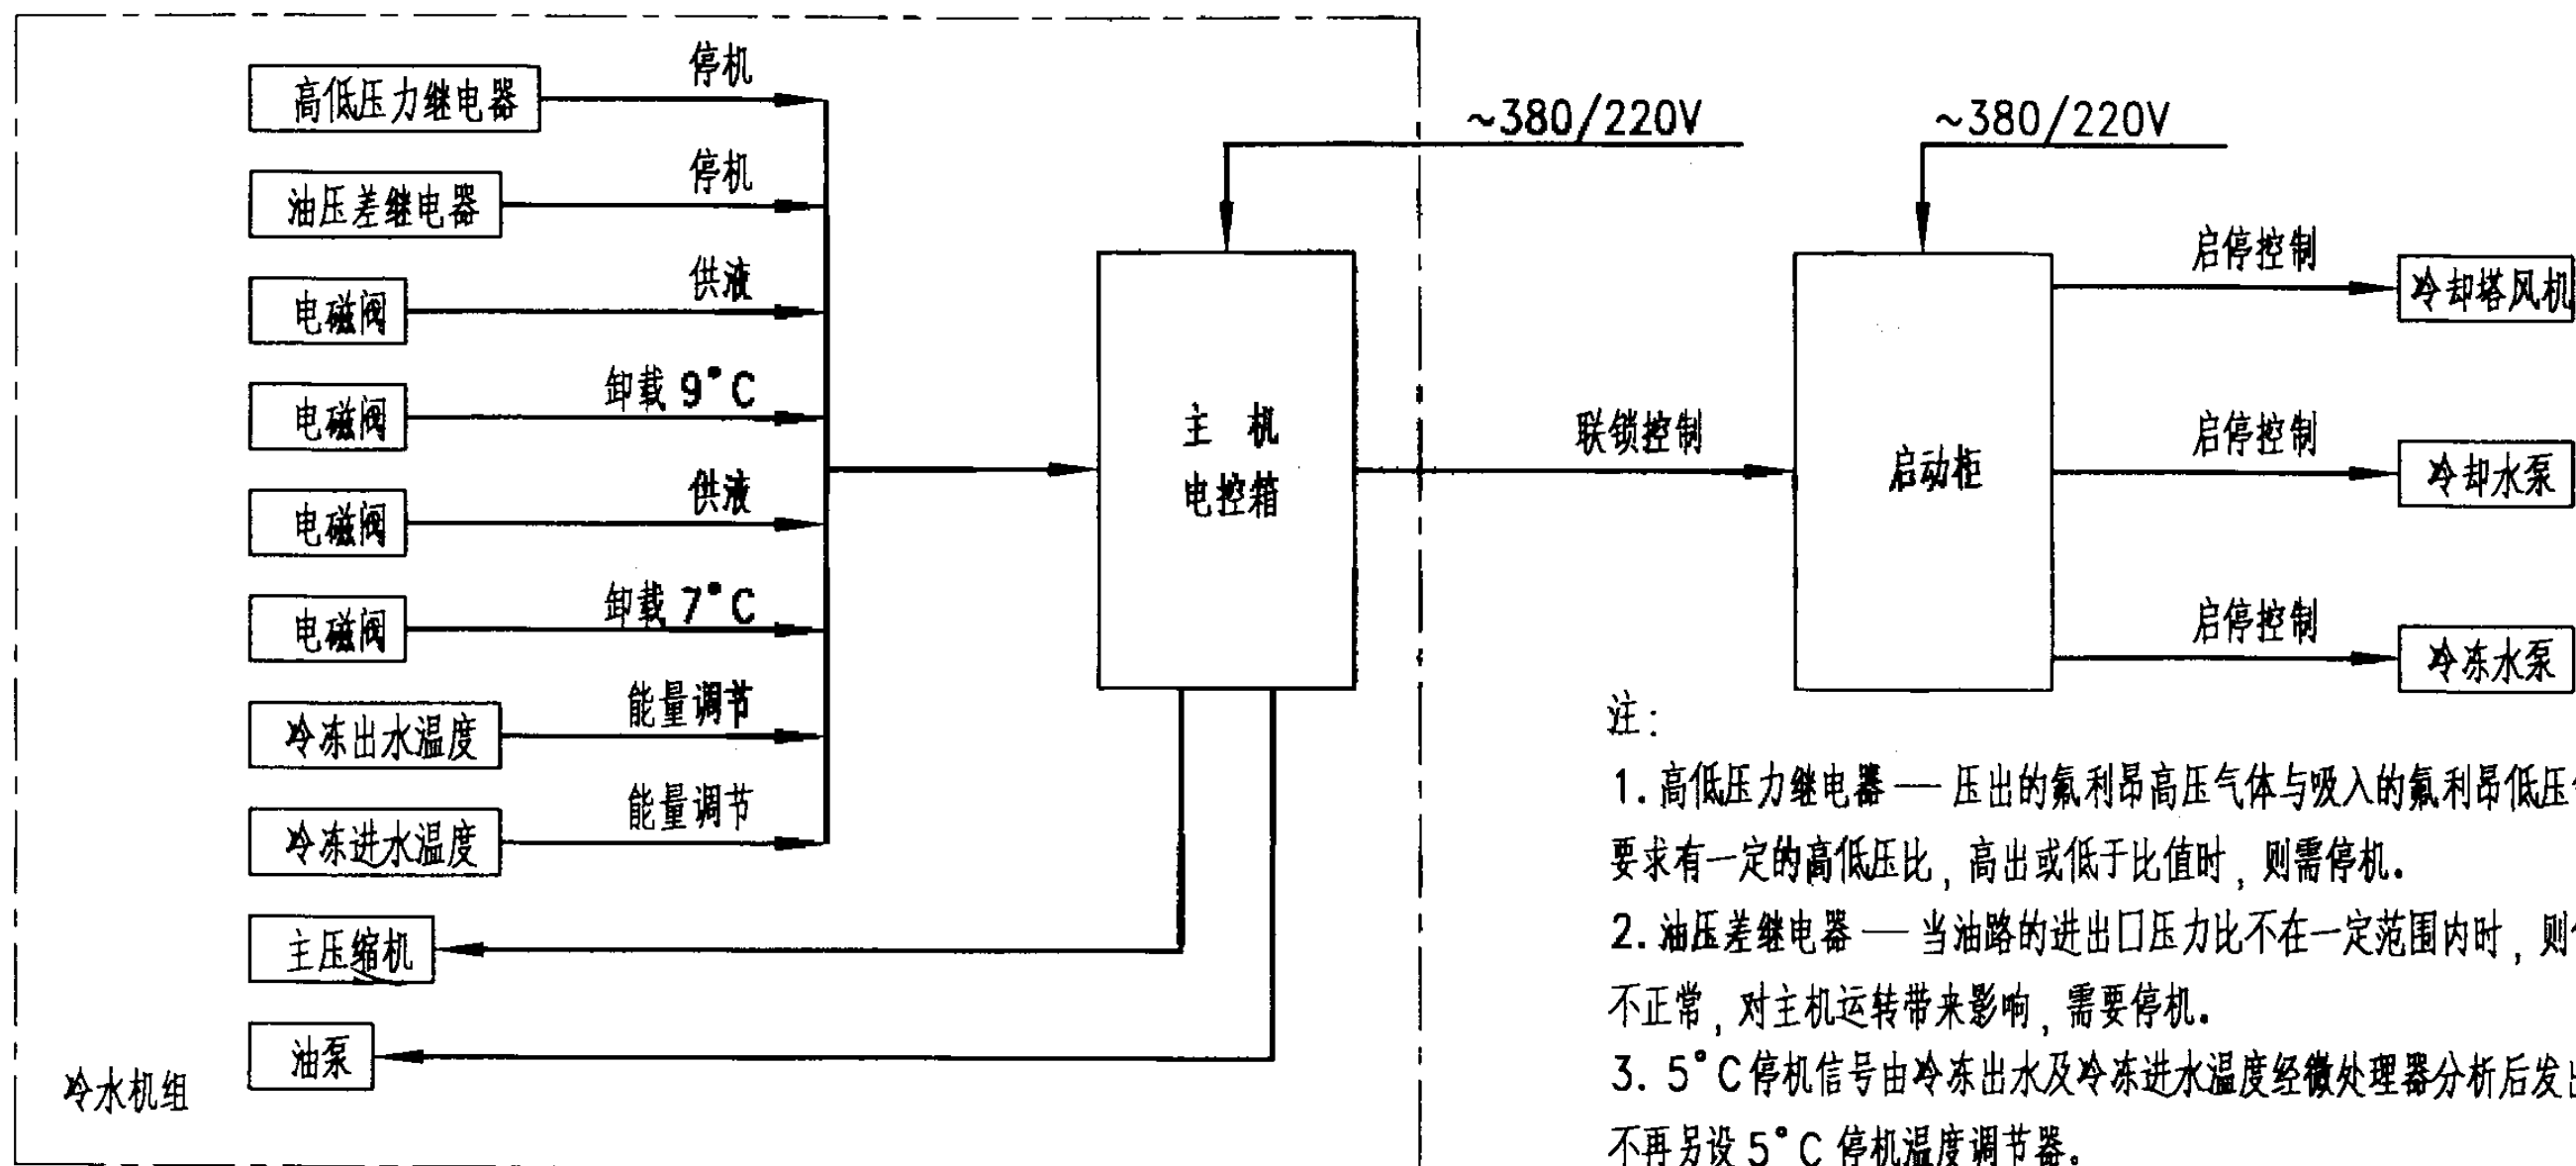 高低压力继电器
停机
油压差继电器
停机
电磁阀
供液
电磁阀
卸载 9°C
电磁阀
供液
电磁阀
卸载 7°C
冷冻出水温度
能量调节
冷冻进水温度
能量调节
主压缩机
油泵
冷水机组
~380/220V
主 机
电控箱
联锁控制
~380/220V
启动柜
启停控制
冷却塔风机
启停控制
冷却水泵
启停控制
冷冻水泵
注:
1. 高低压力继电器 — 压出的氟利昂高压气体与吸入的氟利昂低压
要求有一定的高低压比, 高出或低于比值时, 则需停机.
2. 油压差继电器 — 当油路的进出口压力比不在一定范围内时, 则
不正常, 对主机运转带来影响, 需要停机.
3. 5°C停机信号由冷冻出水及冷冻进水温度经微处理器分析后发
不再另设 5°C 停机温度调节器.